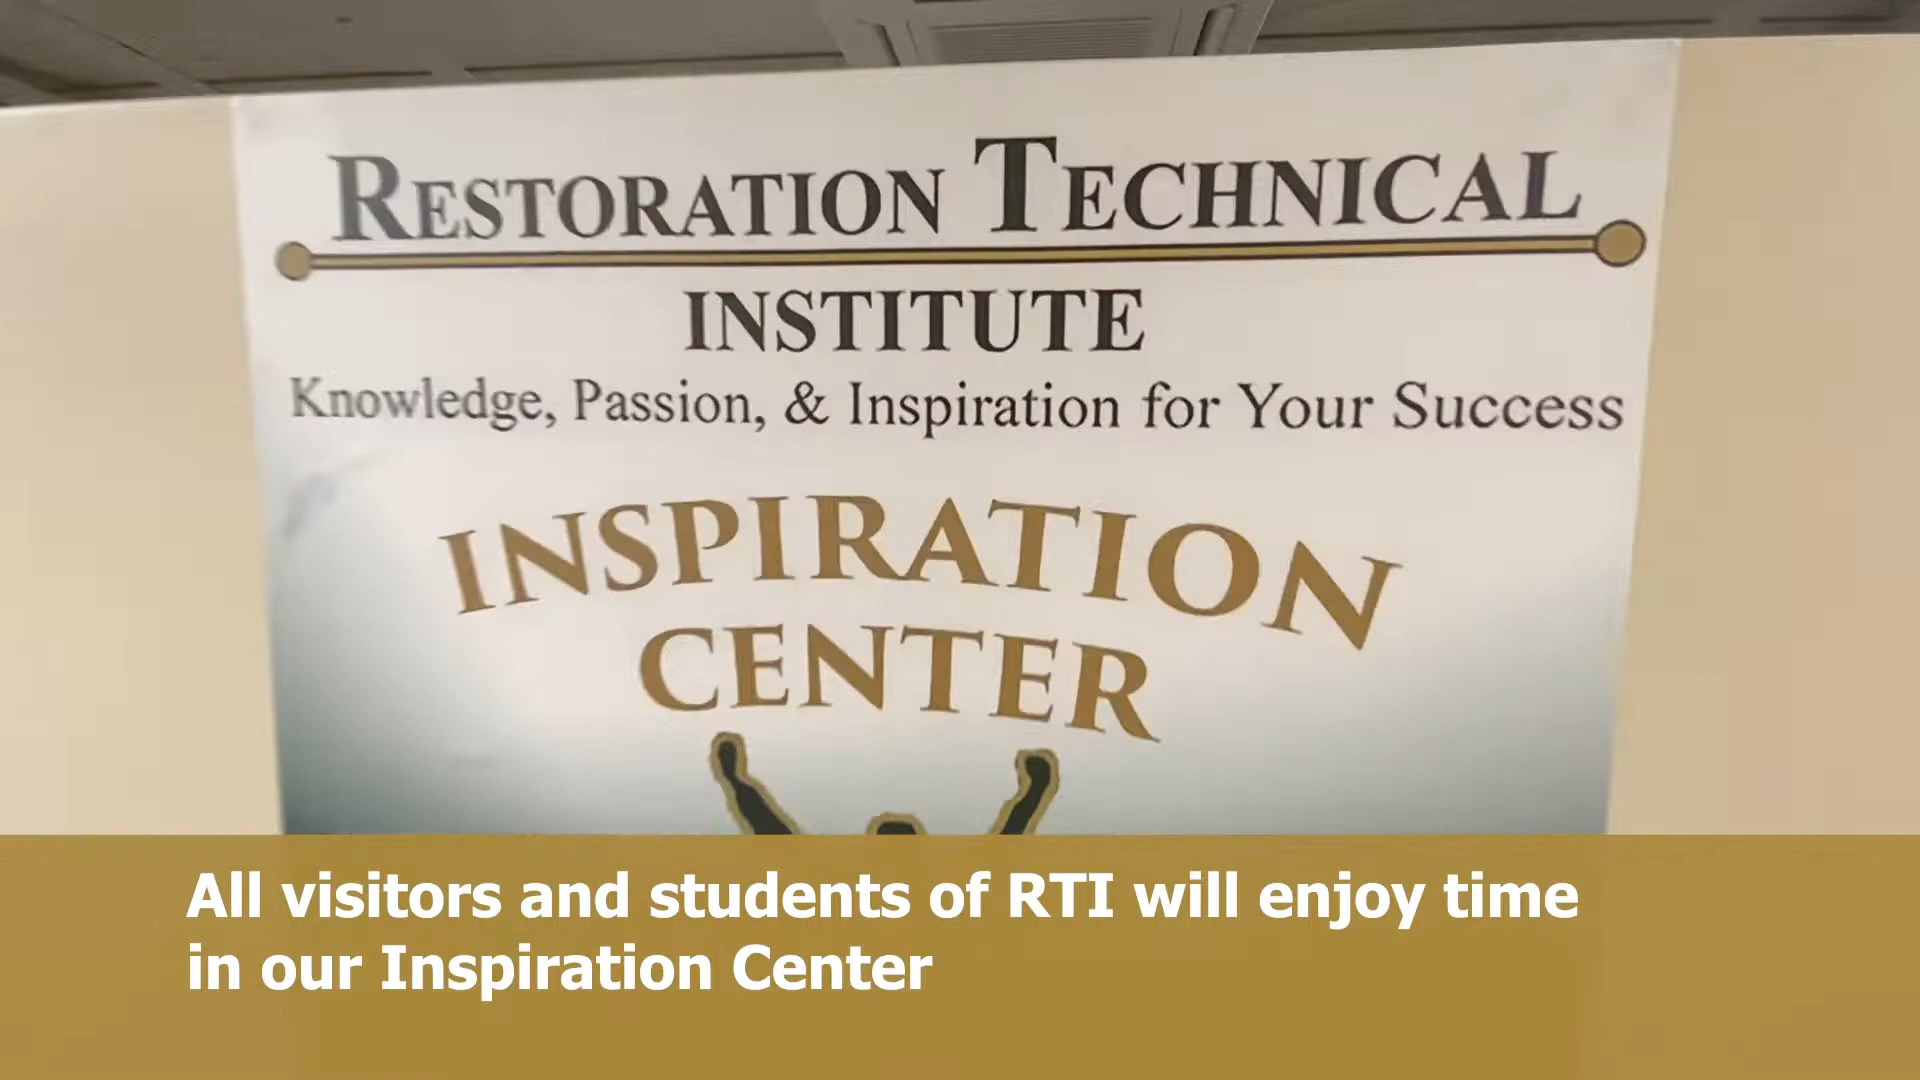 RESTORATION TECHNICAL
INSTITUTE
Knowledge, Passion, & Inspiration for Your Success
INSPIRATION
CENTER
All visitors and students of RTI will enjoy time
in our Inspiration Center